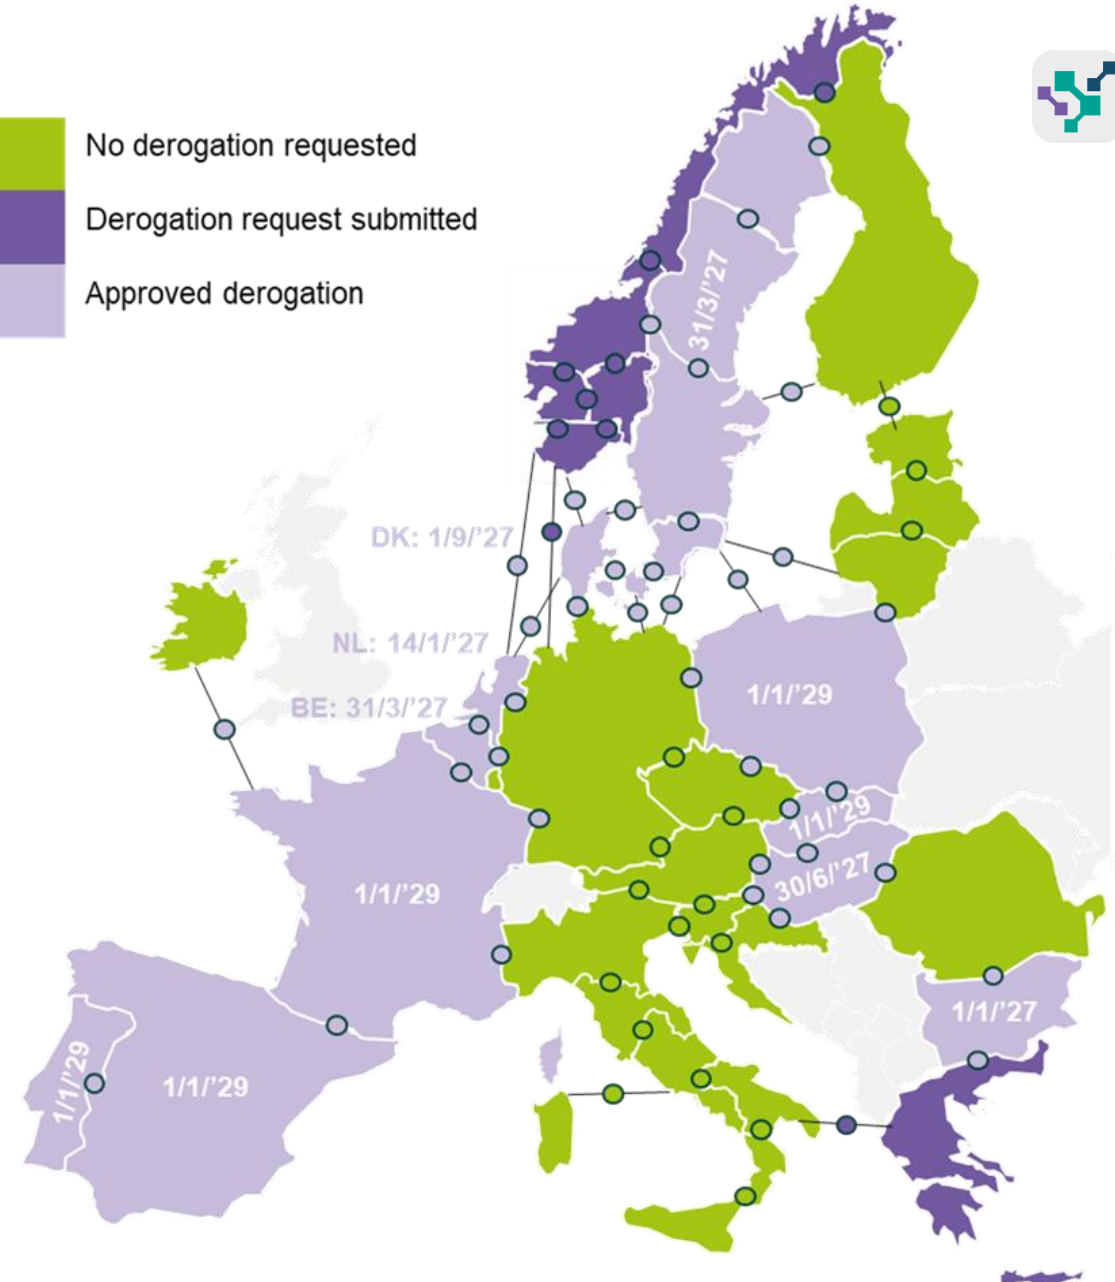 No derogation requested
Derogation request submitted
Approved derogation
31/3/'27
DK: 1/9/'27
NL: 14/1/'27
BE: 31/3/'27
1/1/'29
1/1/'29
30/6/'27
1/1/'29
1/1/'27
1/1/'29
1/1/'29